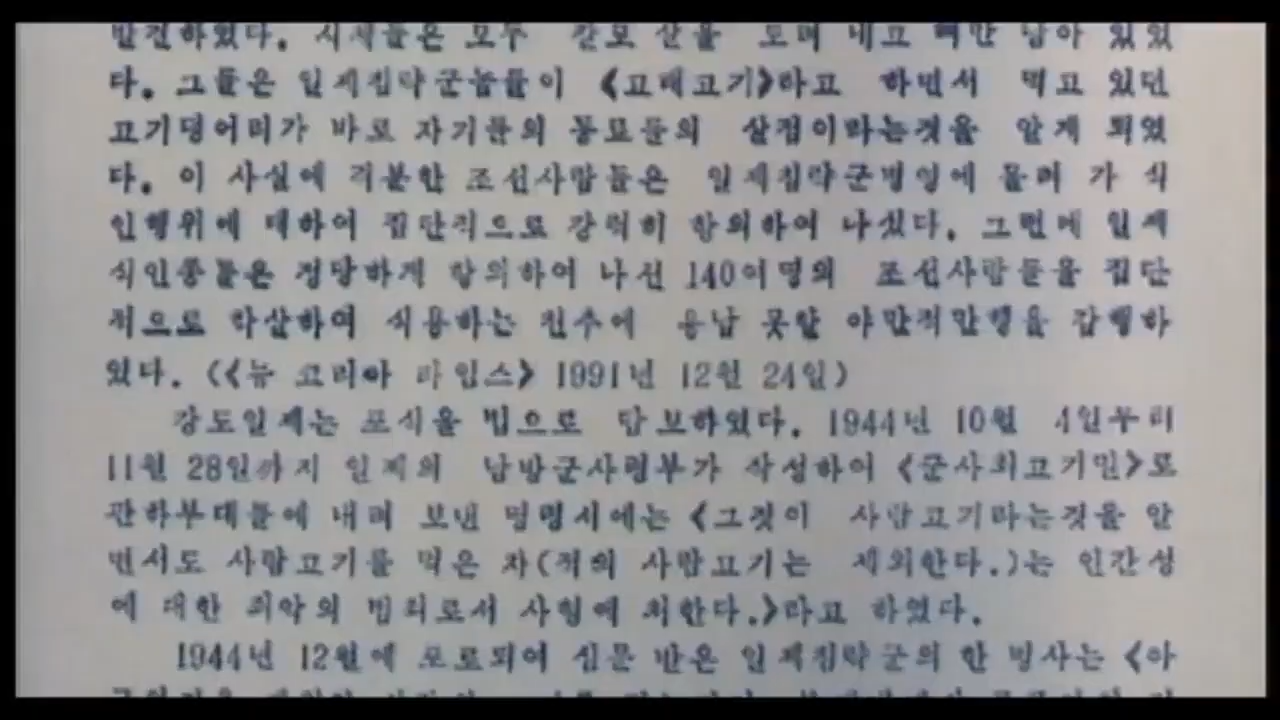 발견하였다. 시체들은 모두 산을 내고 뼈만 남아 있었
다. 그들은 일제침략군놈들이 《고래고기》라고 하면서 먹고 있던
고기덩어리가 바로 자기들의 동료들의 살점이라는것을 알게 되였
다. 이 사실에 격분한 조선사람들은 일제침략군병영에 몰려 가 식
인행위에 대하여 집단적으로 강력히 항의하여 나섰다. 그런데 일제
식인종들은 정당하게 항의하여 나선 140여명의 조선사람들을 집단
적으로 학살하여 식용하는 전주에 용납 못할 야만적만행을 감행하
였다. (《뉴 코리아 타임스》 1991년 12월 24일)
강도일제는 포식을 법으로 담보하였다. 1944년 10월 4일부터
11월 28일까지 일제의 남방군사령부가 작성하여 《군사최고기밀》로
관하부대들에 내려 보낸 명령서에는 《그것이 사람고기라는것을 알
면서도 사람고기를 먹은 자(적의 사람고기는 제외한다.)는 인간성
에 대한 죄악의 범죄로서 사형에 처한다.》라고 하였다.
1944년 12월에 포로되여 심문 받은 일제침략군의 한 병사는 《아